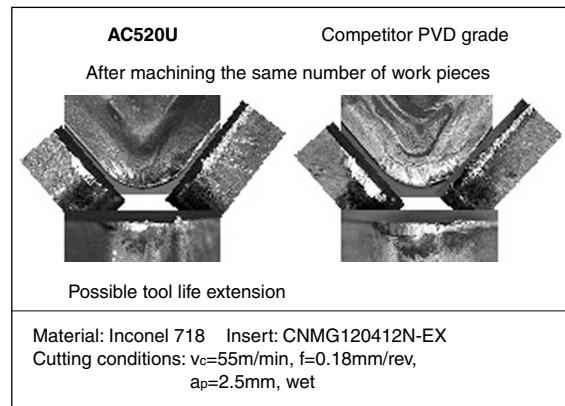 AC520U
Competitor PVD grade
After machining the same number of work pieces
Possible tool life extension
Material: Inconel 718 Insert: CNMG120412N-EX
Cutting conditions: vc=55m/min, f=0.18mm/rev,
ap=2.5mm, wet